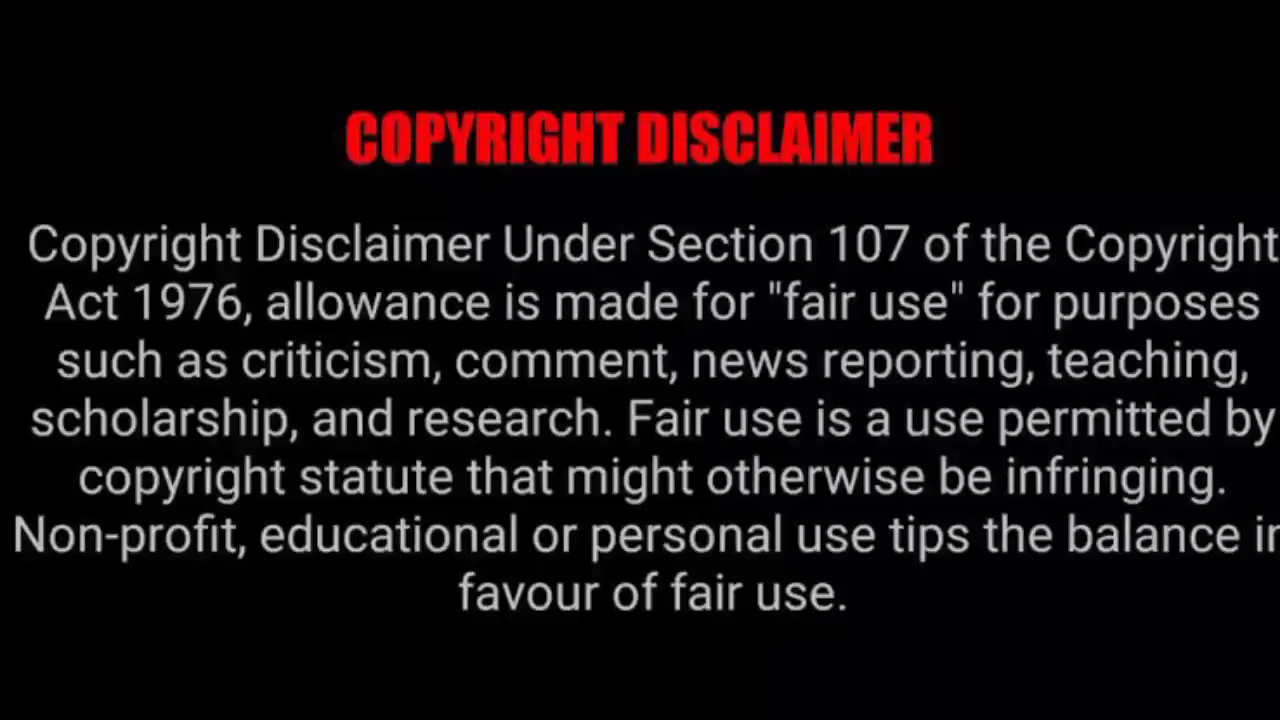 COPYRIGHT DISCLAIMER
Copyright Disclaimer Under Section 107 of the Copyright
Act 1976, allowance is made for "fair use" for purposes
such as criticism, comment, news reporting, teaching,
scholarship, and research. Fair use is a use permitted by
copyright statute that might otherwise be infringing.
Non-profit, educational or personal use tips the balance in
favour of fair use.